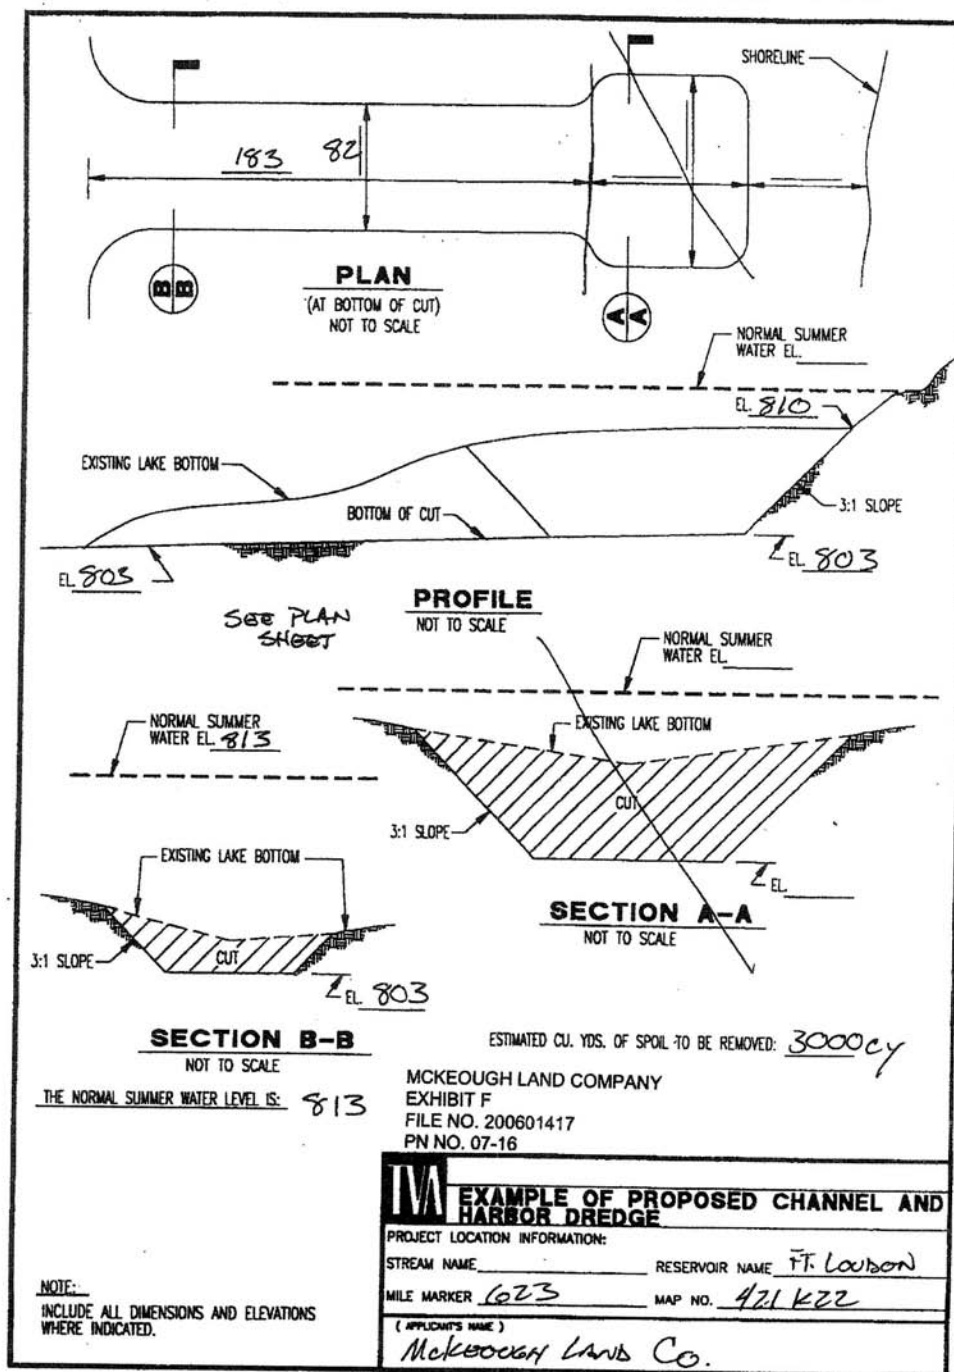 SHORELINE
183
82
B B
A A
PLAN
(AT BOTTOM OF CUT)
NOT TO SCALE
NORMAL SUMMER
WATER EL.
EL. 810
EXISTING LAKE BOTTOM
3:1 SLOPE
BOTTOM OF CUT
EL. 803
EL. 803
PROFILE
NOT TO SCALE
SEE PLAN
SHEET
NORMAL SUMMER
WATER EL.
NORMAL SUMMER
WATER EL. 813
EXISTING LAKE BOTTOM
CUT
3:1 SLOPE
EL.
SECTION A-A
NOT TO SCALE
EXISTING LAKE BOTTOM
3:1 SLOPE
CUT
EL. 803
SECTION B-B
NOT TO SCALE
ESTIMATED CU. YDS. OF SPOIL TO BE REMOVED: 3000 CY
THE NORMAL SUMMER WATER LEVEL IS: 813
MCKEOUGH LAND COMPANY
EXHIBIT F
FILE NO. 200601417
PN NO. 07-16
TVA
EXAMPLE OF PROPOSED CHANNEL AND
HARBOR DREDGE
PROJECT LOCATION INFORMATION:
STREAM NAME RESERVOIR NAME FT. LOUDON
MILE MARKER 623 MAP NO. 421 K22
(APPLICANT'S NAME)
McKEOUGH LAND CO.
NOTE:
INCLUDE ALL DIMENSIONS AND ELEVATIONS
WHERE INDICATED.